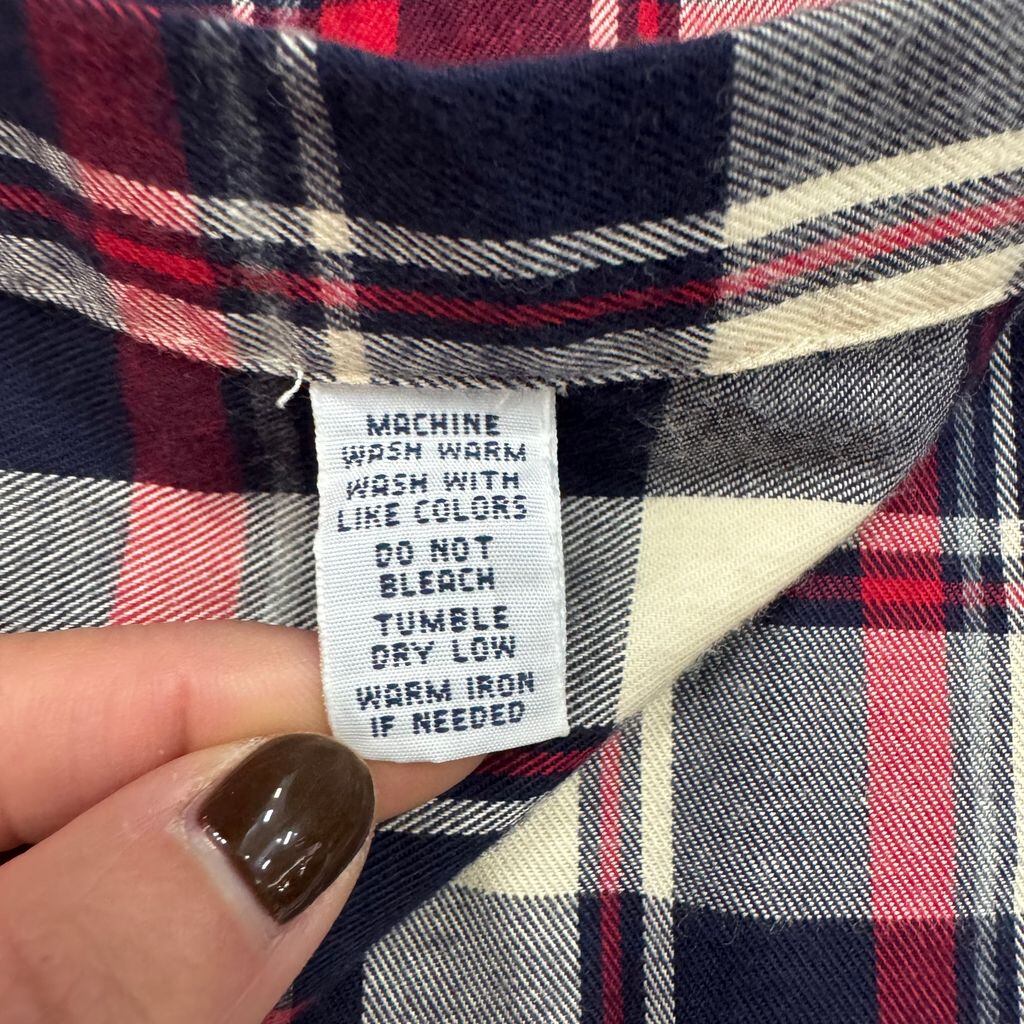 MACHINE
WASH WARM
WASH WITH
LIKE COLORS
DO NOT
BLEACH
TUMBLE
DRY LOW
WARM IRON
IF NEEDED